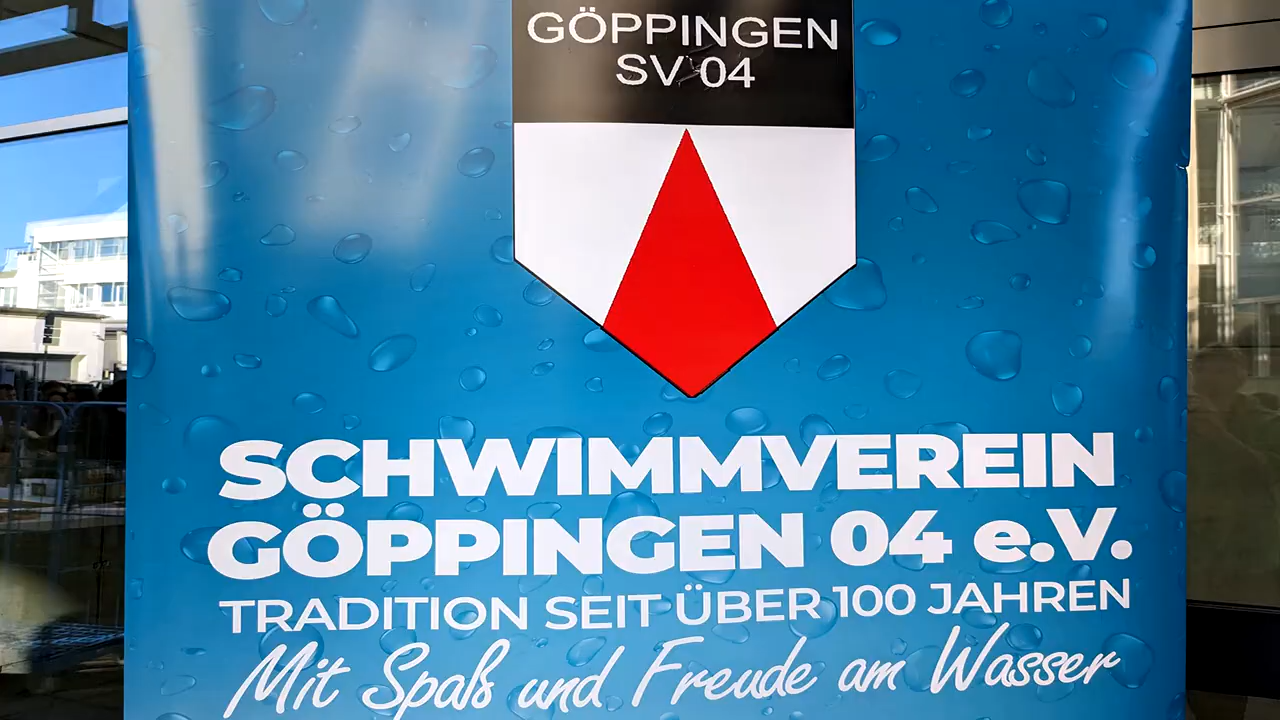 GÖPPINGEN
SV 04
SCHWIMMVEREIN
GÖPPINGEN 04 e.V.
TRADITION SEIT ÜBER 100 JAHREN
Mit Spaß und Freude am Wasser